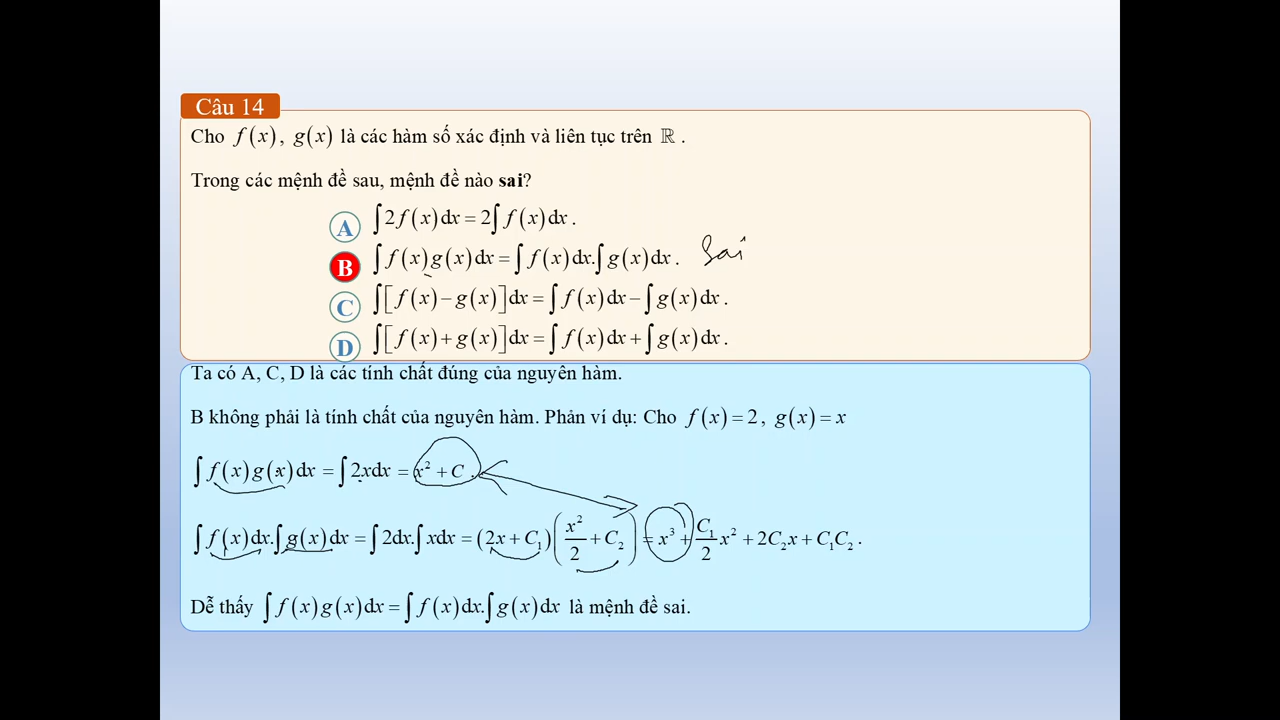 Câu 14
Cho f(x), g(x) là các hàm số xác định và liên tục trên ℝ.
Trong các mệnh đề sau, mệnh đề nào sai?
A ∫2f(x)dx = 2∫f(x)dx.
B ∫f(x)g(x)dx = ∫f(x)dx.∫g(x)dx. Sai
C ∫[f(x) − g(x)]dx = ∫f(x)dx − ∫g(x)dx.
D ∫[f(x) + g(x)]dx = ∫f(x)dx + ∫g(x)dx.
Ta có A, C, D là các tính chất đúng của nguyên hàm.
B không phải là tính chất của nguyên hàm. Phản ví dụ: Cho f(x) = 2, g(x) = x
∫f(x)g(x)dx = ∫2xdx = x² + C.
∫f(x)dx.∫g(x)dx = ∫2dx.∫xdx = (2x + C₁)(x²/2 + C₂) = x³ + C₁/2 x² + 2C₂x + C₁C₂.
Dễ thấy ∫f(x)g(x)dx = ∫f(x)dx.∫g(x)dx là mệnh đề sai.